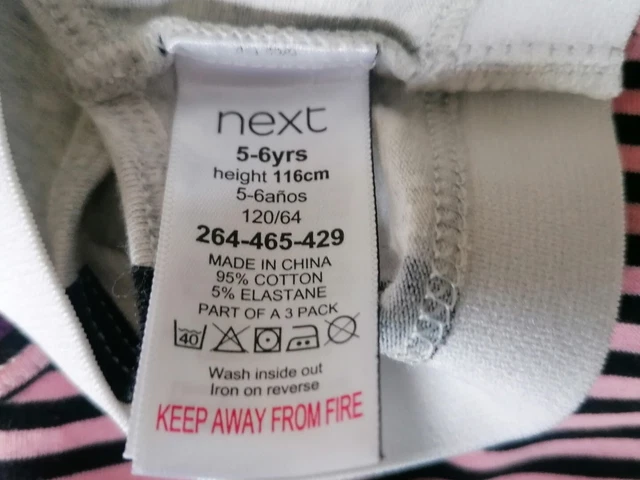 next
5-6yrs
height 116cm
5-6años
120/64
264-465-429
MADE IN CHINA
95% COTTON
5% ELASTANE
PART OF A 3 PACK
40
Wash inside out
Iron on reverse
KEEP AWAY FROM FIRE